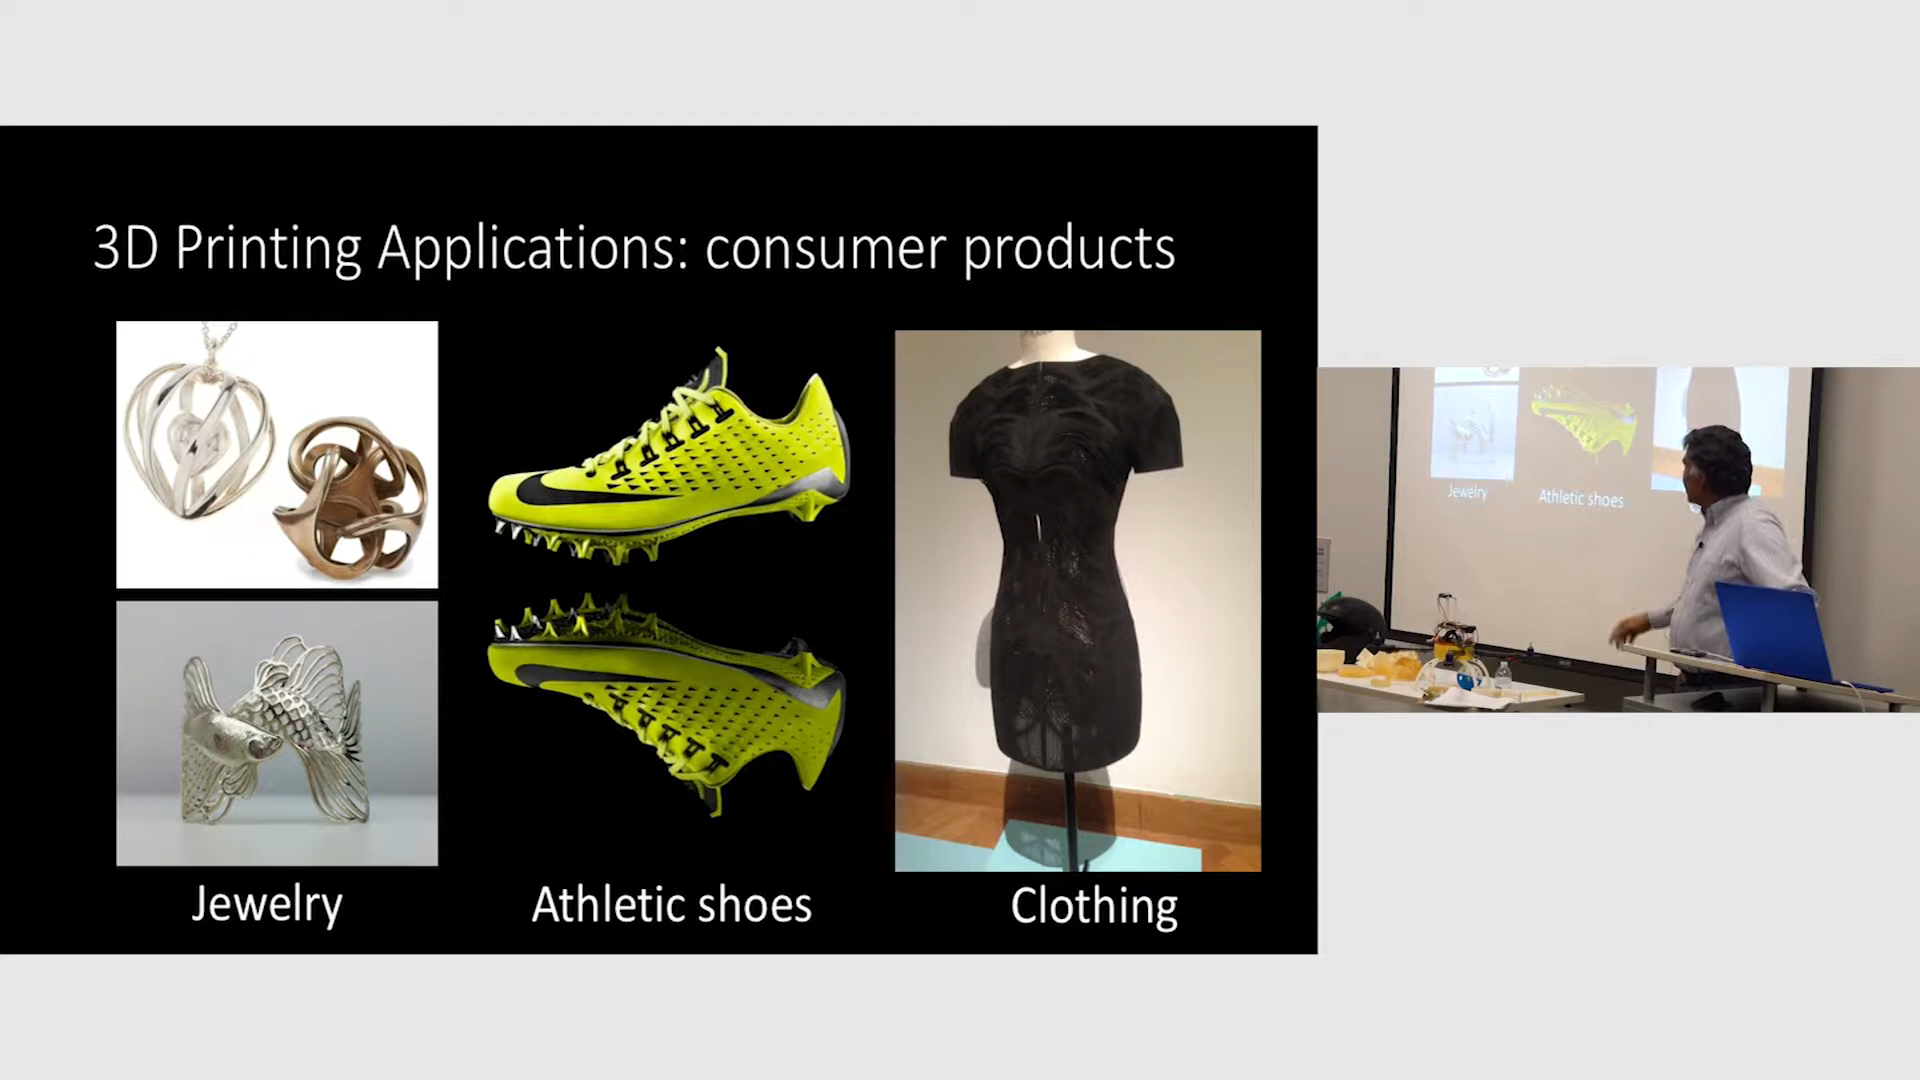 3D Printing Applications: consumer products
Jewelry
Athletic shoes
Clothing
Jewelry
Athletic shoes